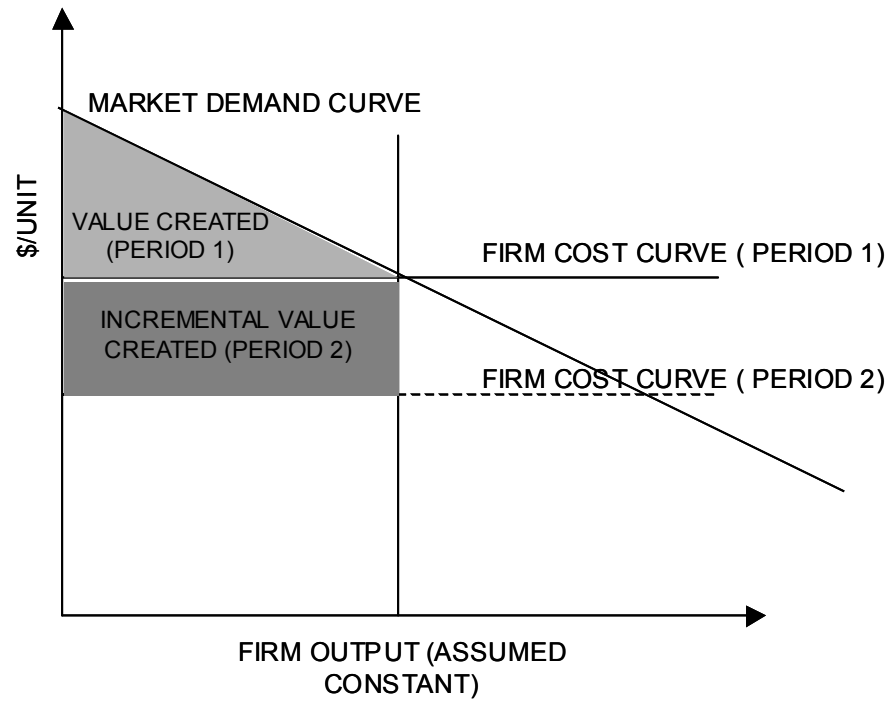 MARKET DEMAND CURVE
$/UNIT
VALUE CREATED
(PERIOD 1)
FIRM COST CURVE ( PERIOD 1)
INCREMENTAL VALUE
CREATED (PERIOD 2)
FIRM COST CURVE ( PERIOD 2)
FIRM OUTPUT (ASSUMED
CONSTANT)